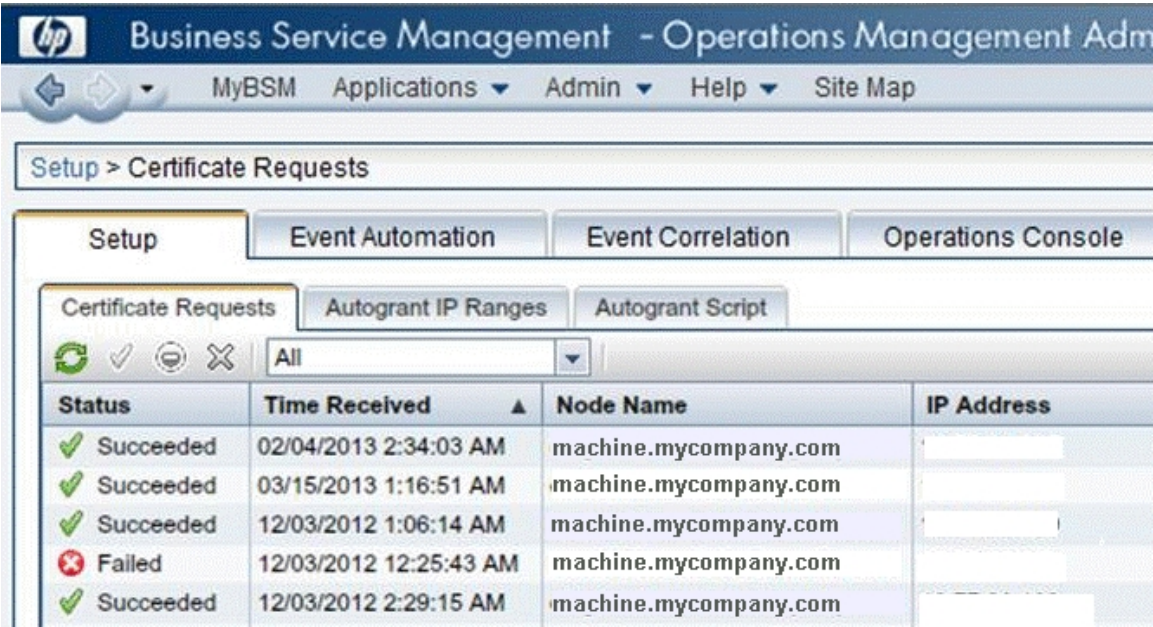 hp Business Service Management - Operations Management Adm
MyBSM Applications Admin Help Site Map
Setup > Certificate Requests
Setup Event Automation Event Correlation Operations Console
Certificate Requests Autogrant IP Ranges Autogrant Script
All
Status Time Received Node Name IP Address
Succeeded 02/04/2013 2:34:03 AM machine.mycompany.com
Succeeded 03/15/2013 1:16:51 AM machine.mycompany.com
Succeeded 12/03/2012 1:06:14 AM machine.mycompany.com
Failed 12/03/2012 12:25:43 AM machine.mycompany.com
Succeeded 12/03/2012 2:29:15 AM machine.mycompany.com